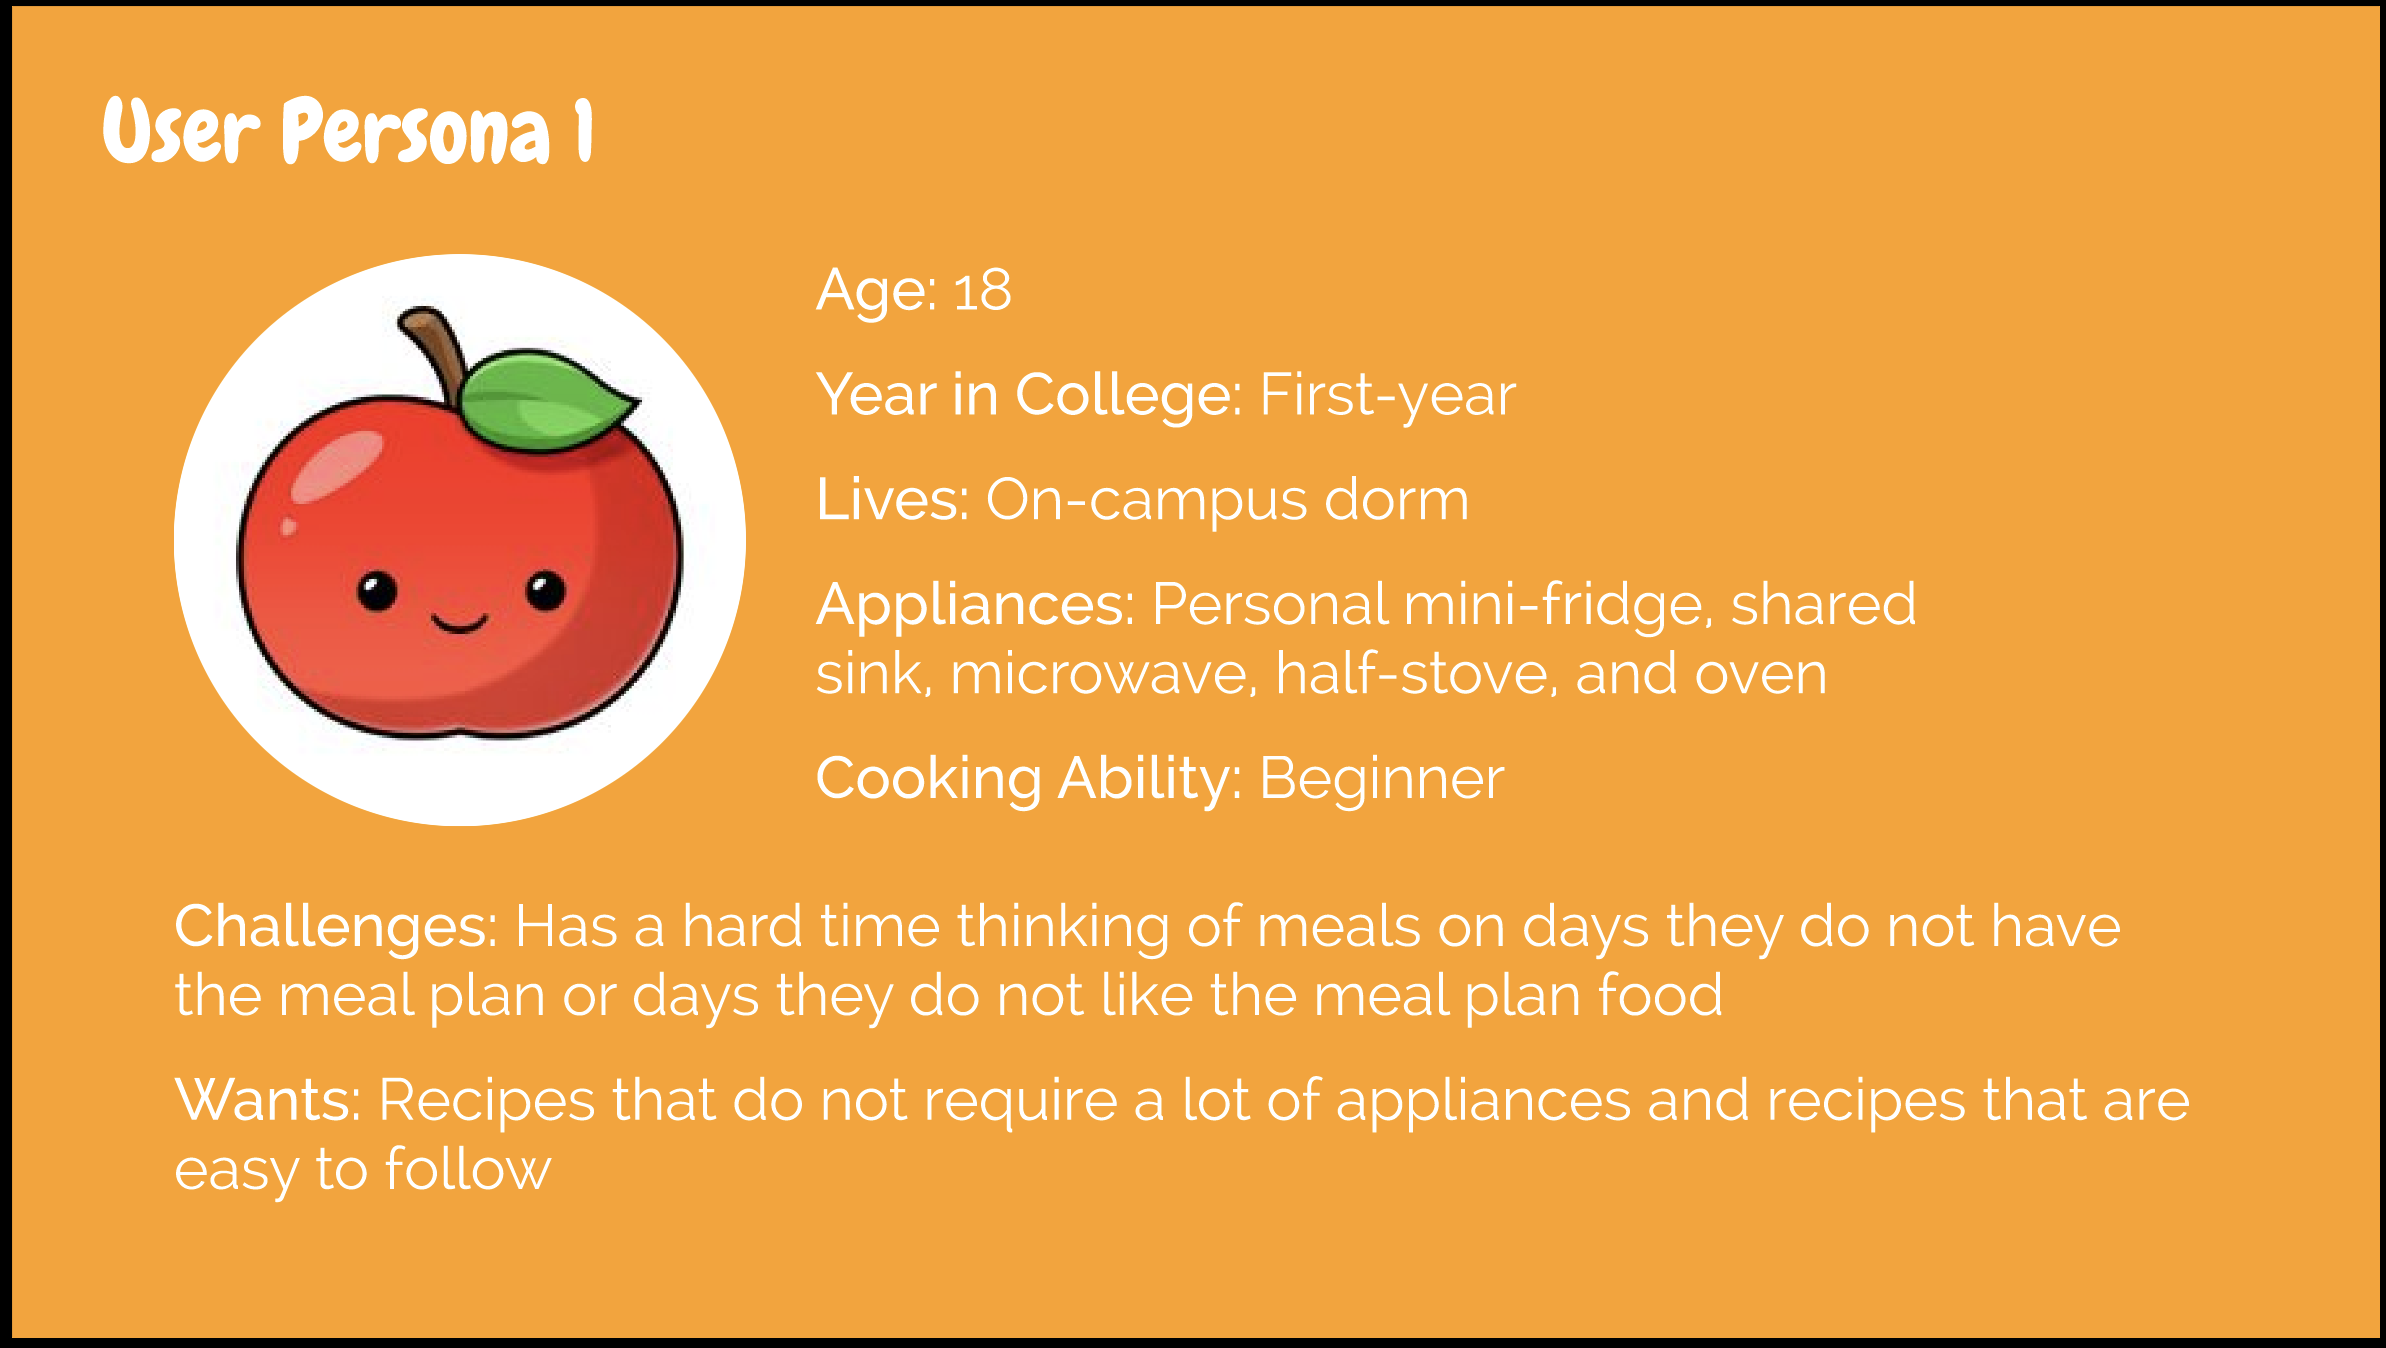 User Persona 1
Age: 18
Year in College: First-year
Lives: On-campus dorm
Appliances: Personal mini-fridge, shared
sink, microwave, half-stove, and oven
Cooking Ability: Beginner
Challenges: Has a hard time thinking of meals on days they do not have
the meal plan or days they do not like the meal plan food
Wants: Recipes that do not require a lot of appliances and recipes that are
easy to follow